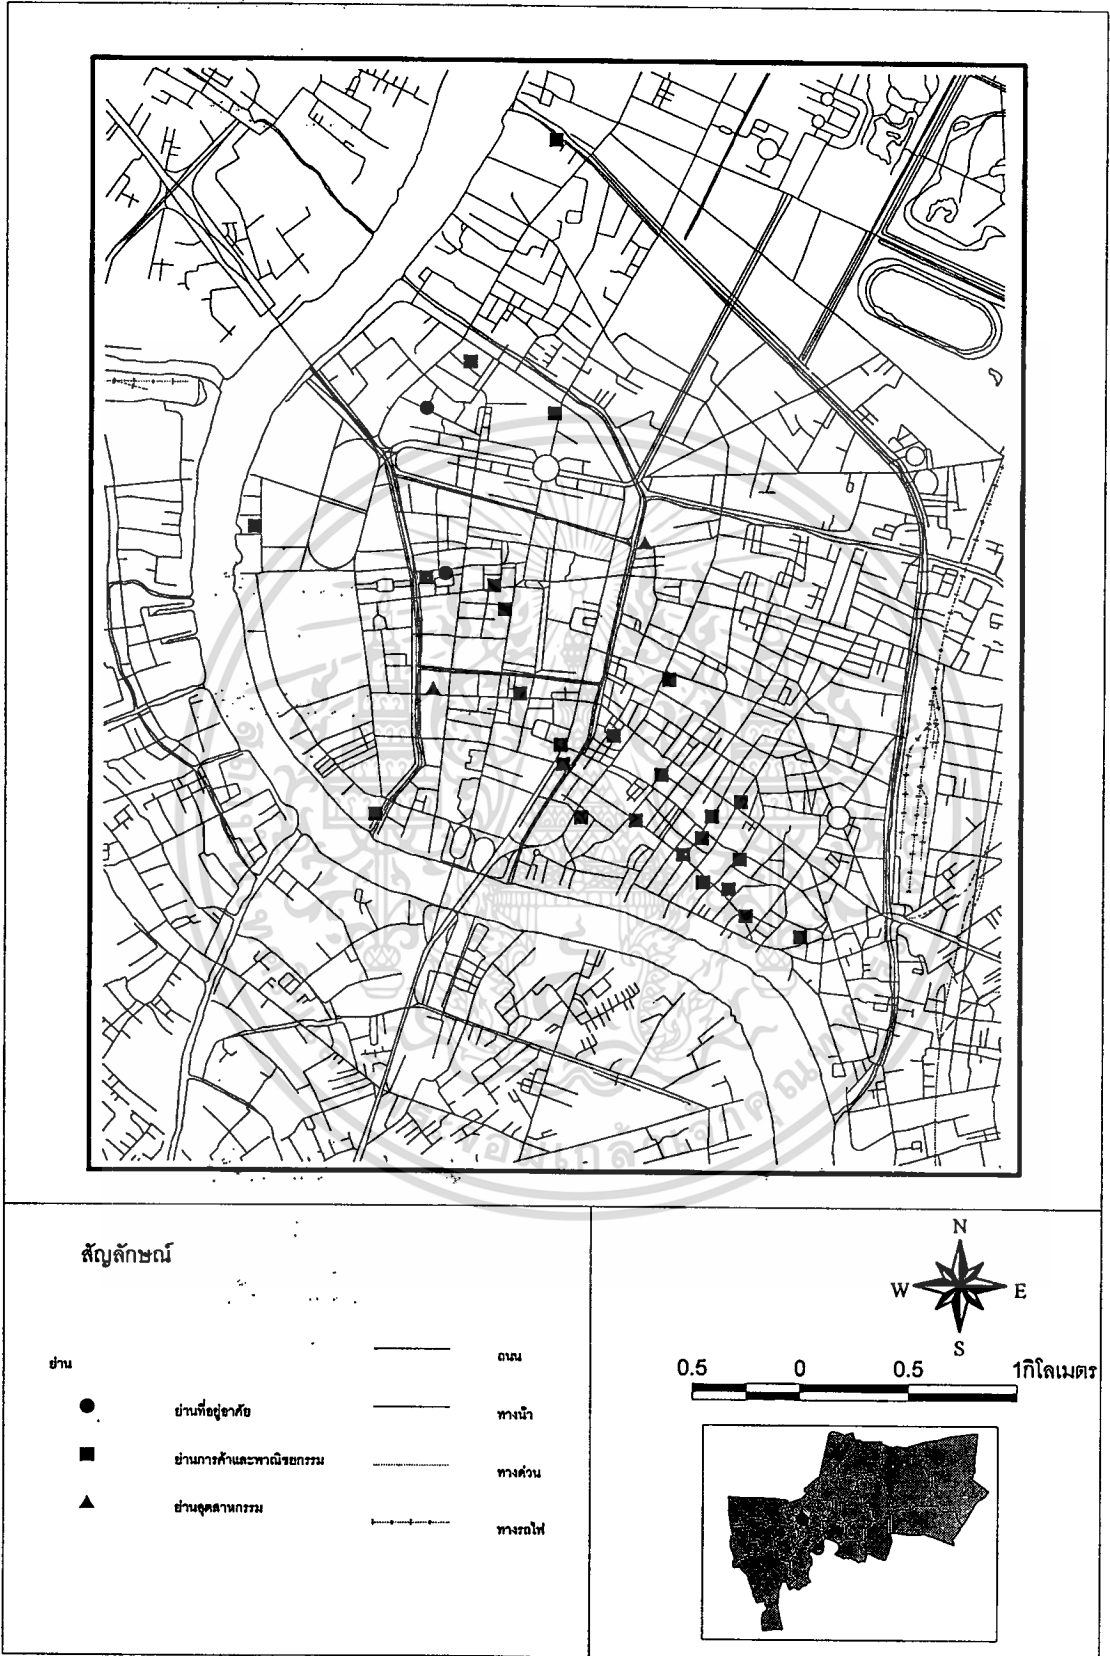 สัญลักษณ์
ย่าน
ย่านที่อยู่อาศัย
ย่านการค้าและพาณิชยกรรม
ย่านอุตสาหกรรม
ถนน
ทางน้ำ
ทางด่วน
ทางรถไฟ
N
W E
S
0.5 0 0.5 1กิโลเมตร